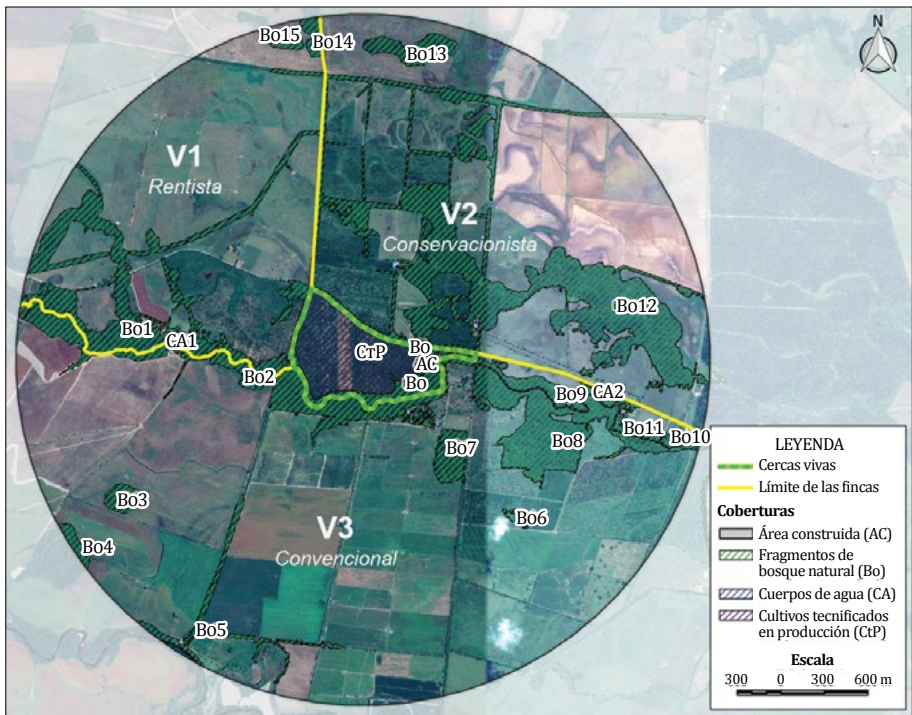 N
Bo15
Bo14
Bo13
V1
Rentista
V2
Conservacionista
Bo12
Bo1
CA1
Bo2
CtP
Bo
AC
Bo
Bo9
CA2
Bo11
Bo10
Bo8
Bo7
Bo3
Bo4
Bo6
V3
Convencional
Bo5
LEYENDA
Cercas vivas
Límite de las fincas
Coberturas
Área construida (AC)
Fragmentos de
bosque natural (Bo)
Cuerpos de agua (CA)
Cultivos tecnificados
en producción (CtP)
Escala
300 0 300 600 m